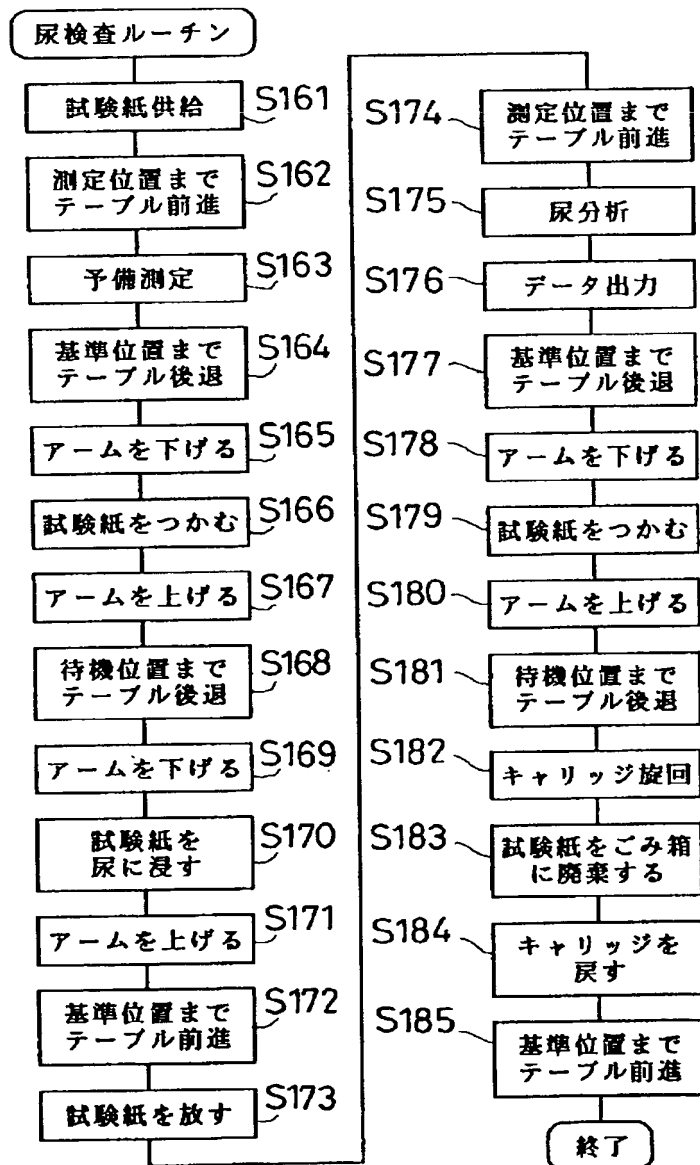 尿検査ルーチン
試験紙供給
S161
測定位置まで
テーブル前進
S162
予備測定
S163
基準位置まで
テーブル後退
S164
アームを下げる
S165
試験紙をつかむ
S166
アームを上げる
S167
待機位置まで
テーブル後退
S168
アームを下げる
S169
試験紙を
尿に浸す
S170
アームを上げる
S171
基準位置まで
テーブル前進
S172
試験紙を放す
S173
S174
測定位置まで
テーブル前進
S175
尿分析
S176
データ出力
S177
基準位置まで
テーブル後退
S178
アームを下げる
S179
試験紙をつかむ
S180
アームを上げる
S181
待機位置まで
テーブル後退
S182
キャリッジ旋回
S183
試験紙をごみ箱
に廃棄する
S184
キャリッジを
戻す
S185
基準位置まで
テーブル前進
終了